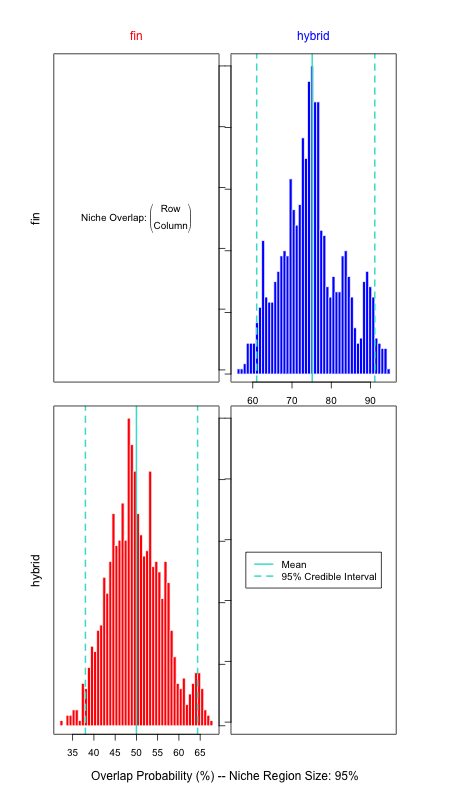 fin
hybrid
fin
Niche Overlap: (Row
Column)
60 70 80 90
hybrid
Mean
95% Credible Interval
35 40 45 50 55 60 65
Overlap Probability (%) -- Niche Region Size: 95%